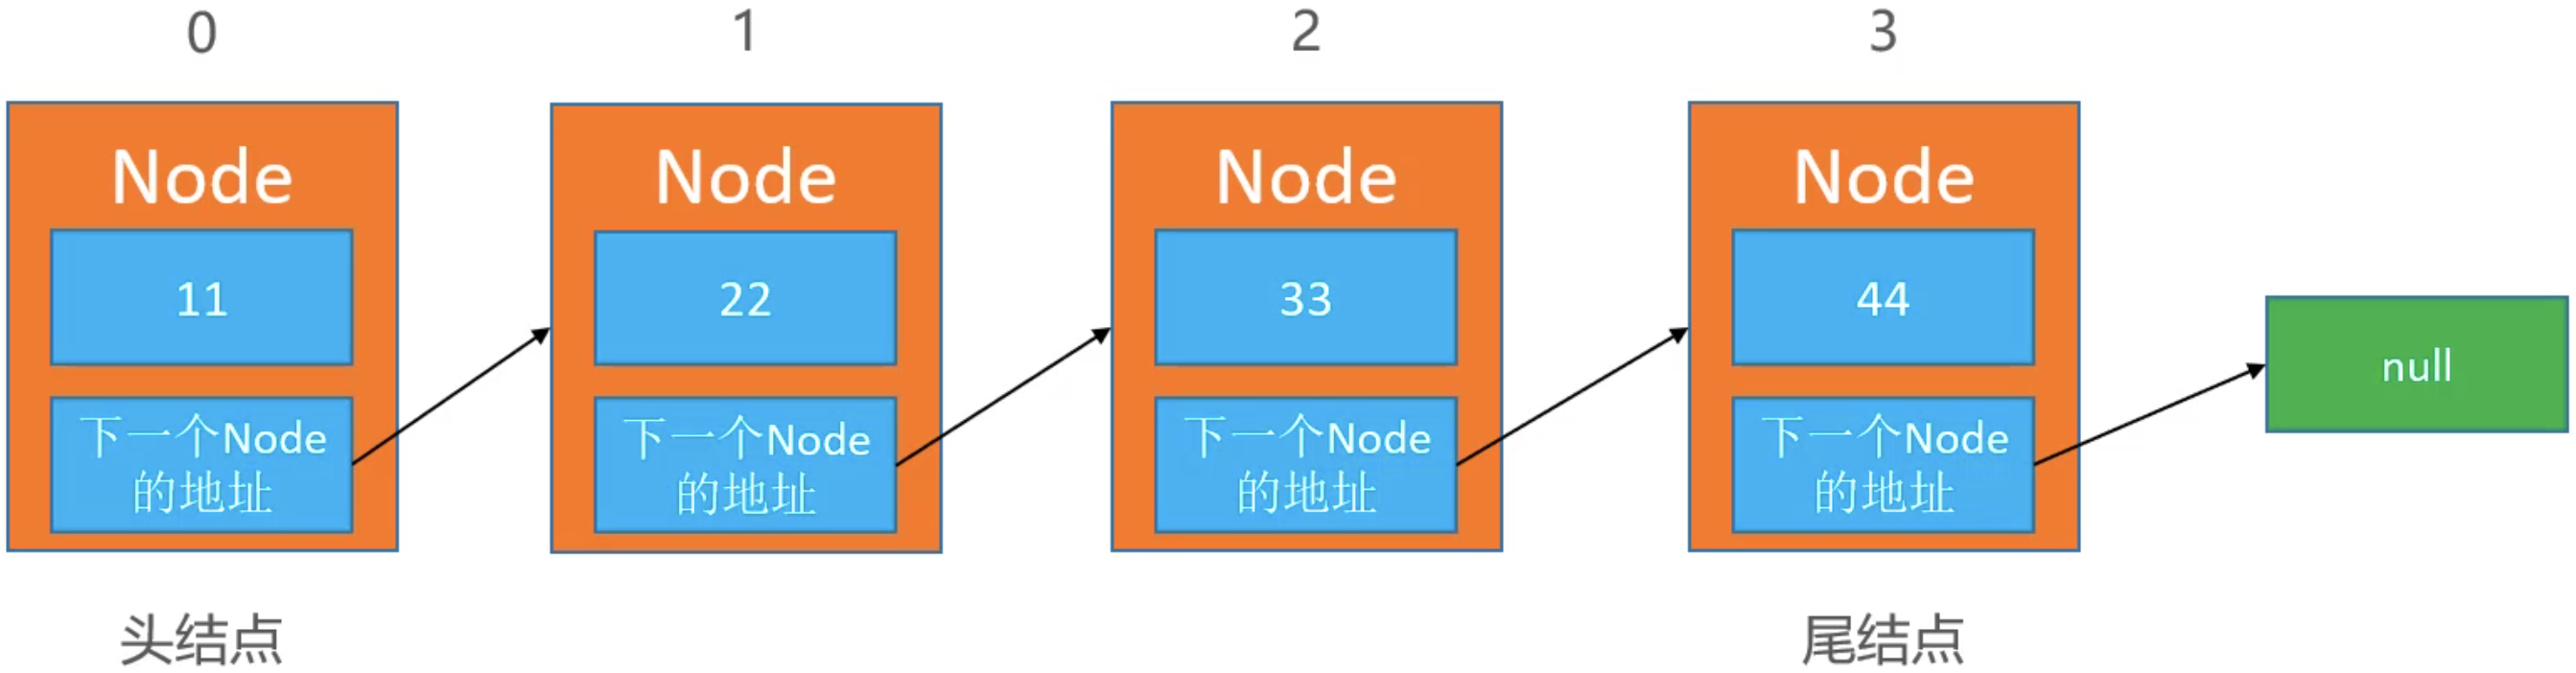 0
1
2
3
Node
11
下一个Node
的地址
Node
22
下一个Node
的地址
Node
33
下一个Node
的地址
Node
44
下一个Node
的地址
null
头结点
尾结点